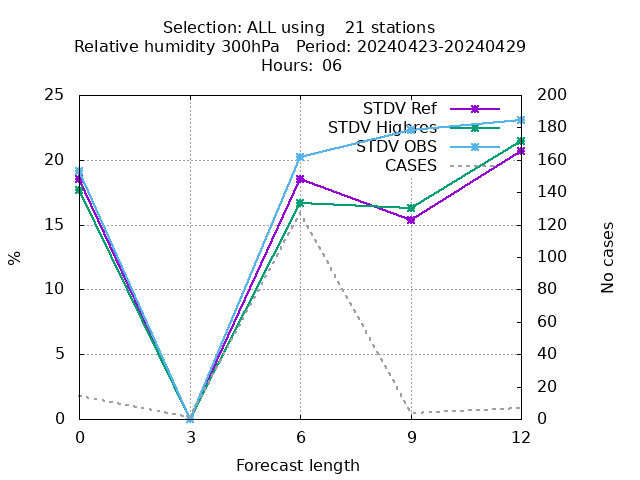 Selection: ALL using    21 stations
Relative humidity 300hPa   Period: 20240423-20240429
Hours: 06
25 200
STDV Ref
180
STDV Highres
STDV OBS
20 160
CASES
140
15 120
% No cases
100
10 80
60
5 40
20
0 0
0 3 6 9 12
Forecast length